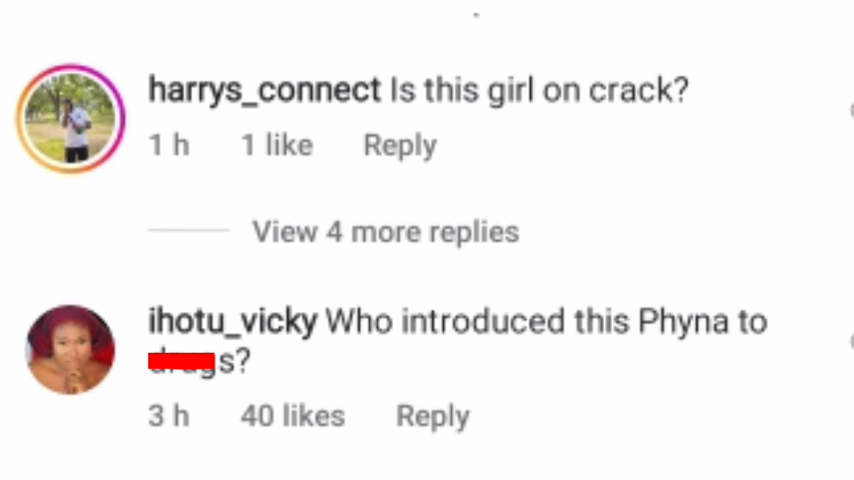 harrys_connect Is this girl on crack?
1 h 1 like Reply
View 4 more replies
ihotu_vicky Who introduced this Phyna to
s?
3 h 40 likes Reply